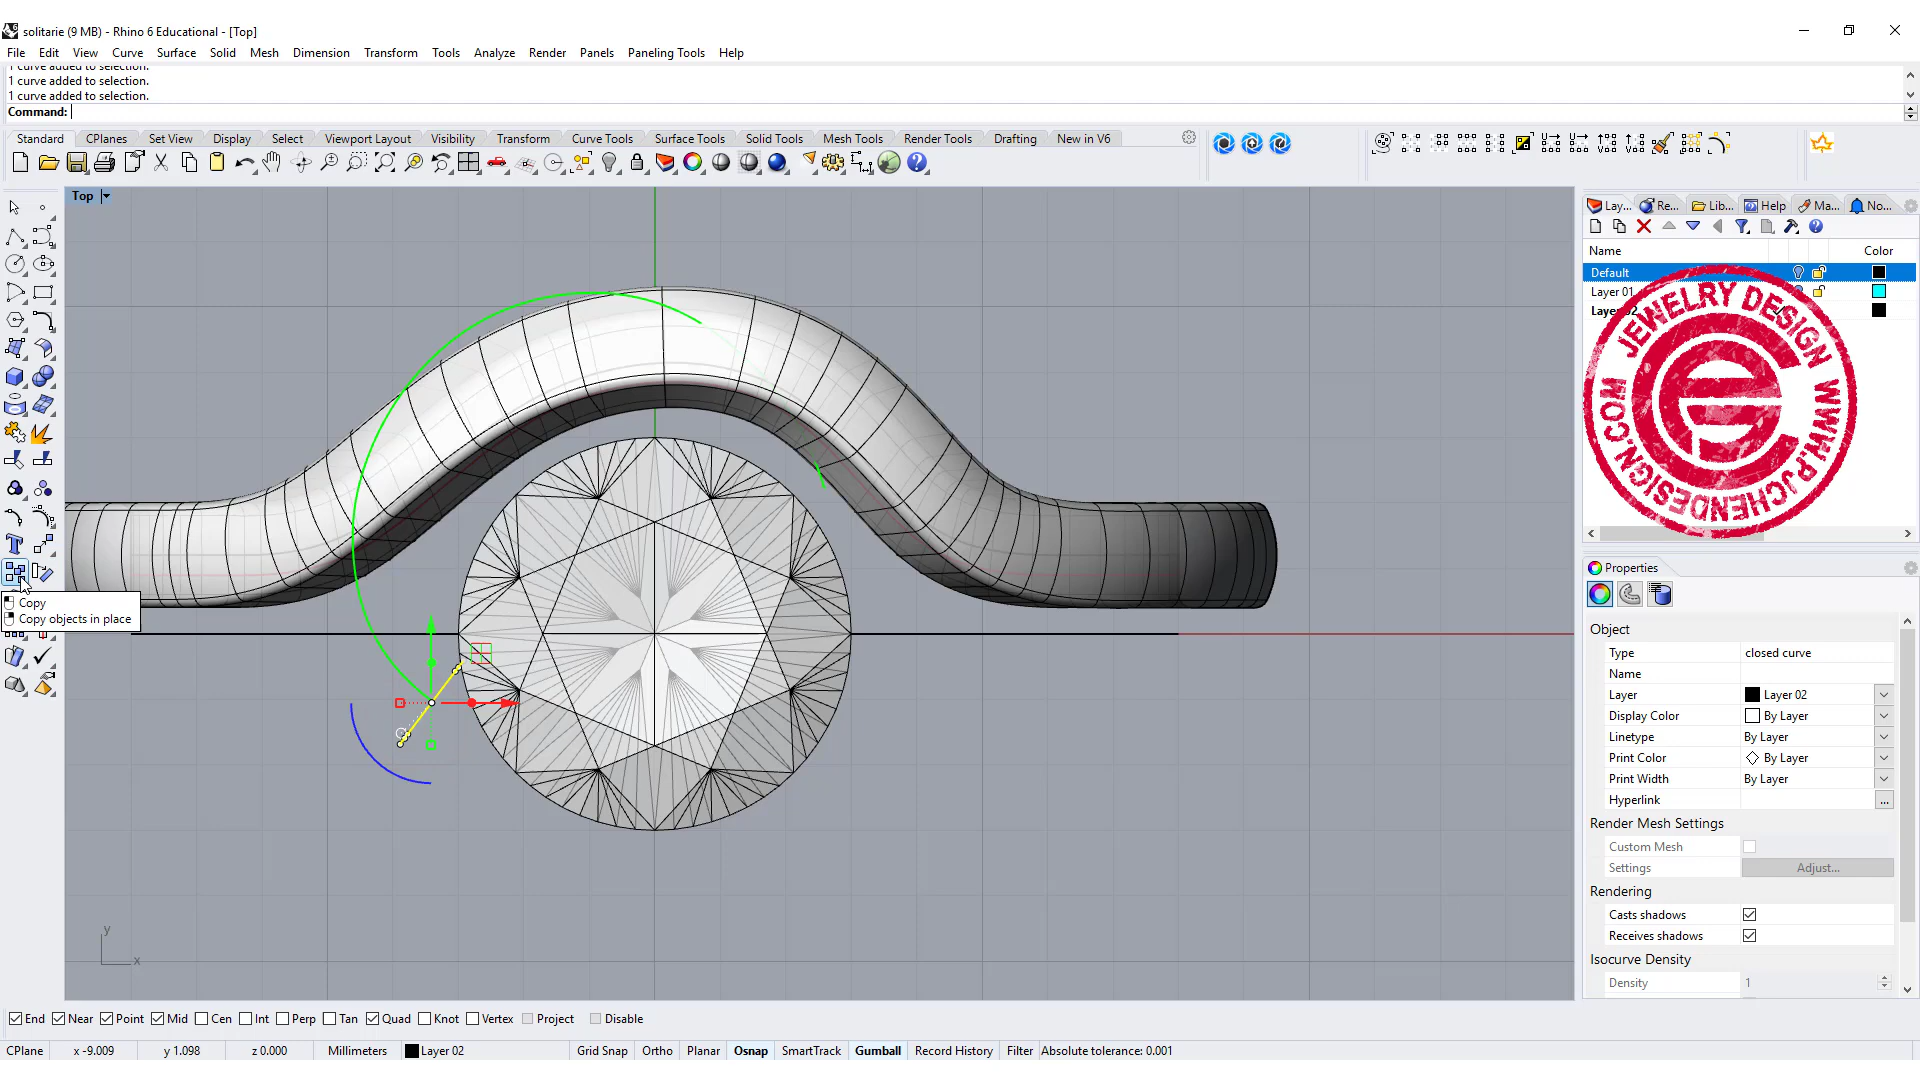 solitarie (9 MB) - Rhino 6 Educational - [Top]
File Edit View Curve Surface Solid Mesh Dimension Transform Tools Analyze Render Panels Paneling Tools Help
1 curve added to selection.
1 curve added to selection.
1 curve added to selection.
Command:
Standard CPlanes Set View Display Select Viewport Layout Visibility Transform Curve Tools Surface Tools Solid Tools Mesh Tools Render Tools Drafting New in V6
Top
Lay... Re... Lib... Help Ma... No...
Name Color
Default
Layer 01
Layer 02
JEWELRY DESIGN WWW.PJCHENDESIGN.COM
Copy
Copy objects in place
Properties
Object
Type closed curve
Name
Layer Layer 02
Display Color By Layer
Linetype By Layer
Print Color By Layer
Print Width By Layer
Hyperlink ...
Render Mesh Settings
Custom Mesh
Settings Adjust...
Rendering
Casts shadows
Receives shadows
Isocurve Density
Density 1
y
x
End Near Point Mid Cen Int Perp Tan Quad Knot Vertex Project Disable
CPlane x -9.009 y 1.098 z 0.000 Millimeters Layer 02 Grid Snap Ortho Planar Osnap SmartTrack Gumball Record History Filter Absolute tolerance: 0.001